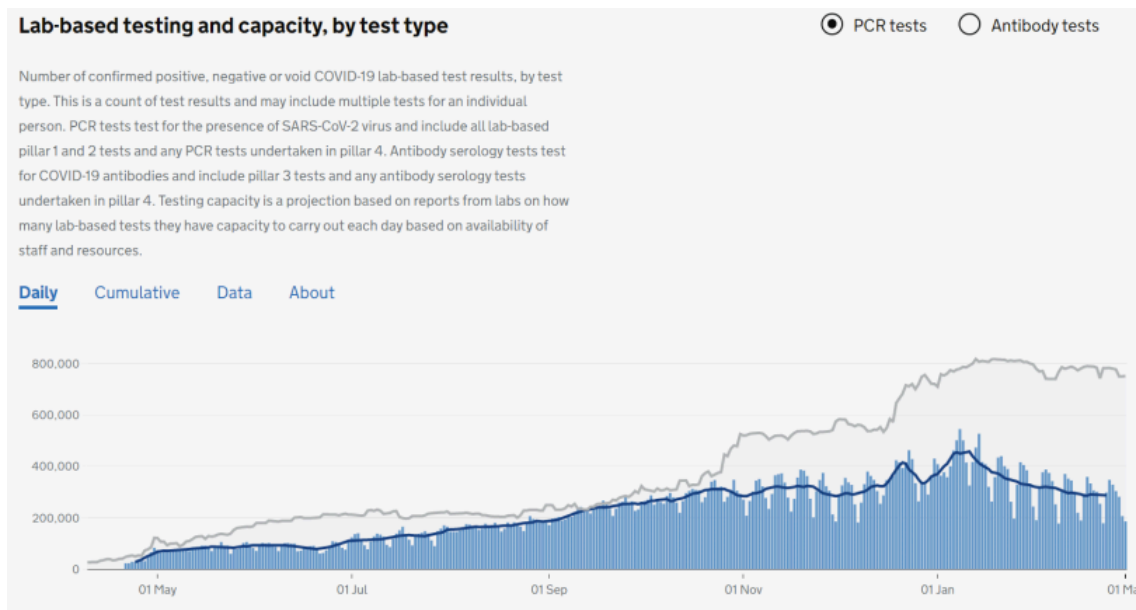 Lab-based testing and capacity, by test type
PCR tests
Antibody tests
Number of confirmed positive, negative or void COVID-19 lab-based test results, by test
type. This is a count of test results and may include multiple tests for an individual
person. PCR tests test for the presence of SARS-CoV-2 virus and include all lab-based
pillar 1 and 2 tests and any PCR tests undertaken in pillar 4. Antibody serology tests test
for COVID-19 antibodies and include pillar 3 tests and any antibody serology tests
undertaken in pillar 4. Testing capacity is a projection based on reports from labs on how
many lab-based tests they have capacity to carry out each day based on availability of
staff and resources.
Daily Cumulative Data About
800,000
600,000
400,000
200,000
0
01 May 01 Jul 01 Sep 01 Nov 01 Jan 01 Ma